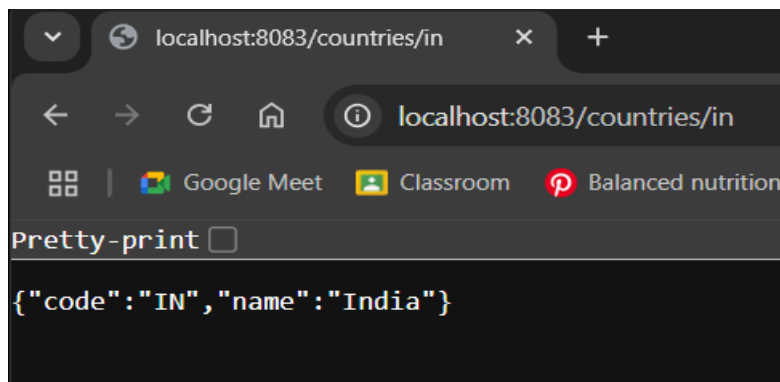 localhost:8083/countries/in
localhost:8083/countries/in
Google Meet Classroom Balanced nutrition
Pretty-print
{"code":"IN","name":"India"}